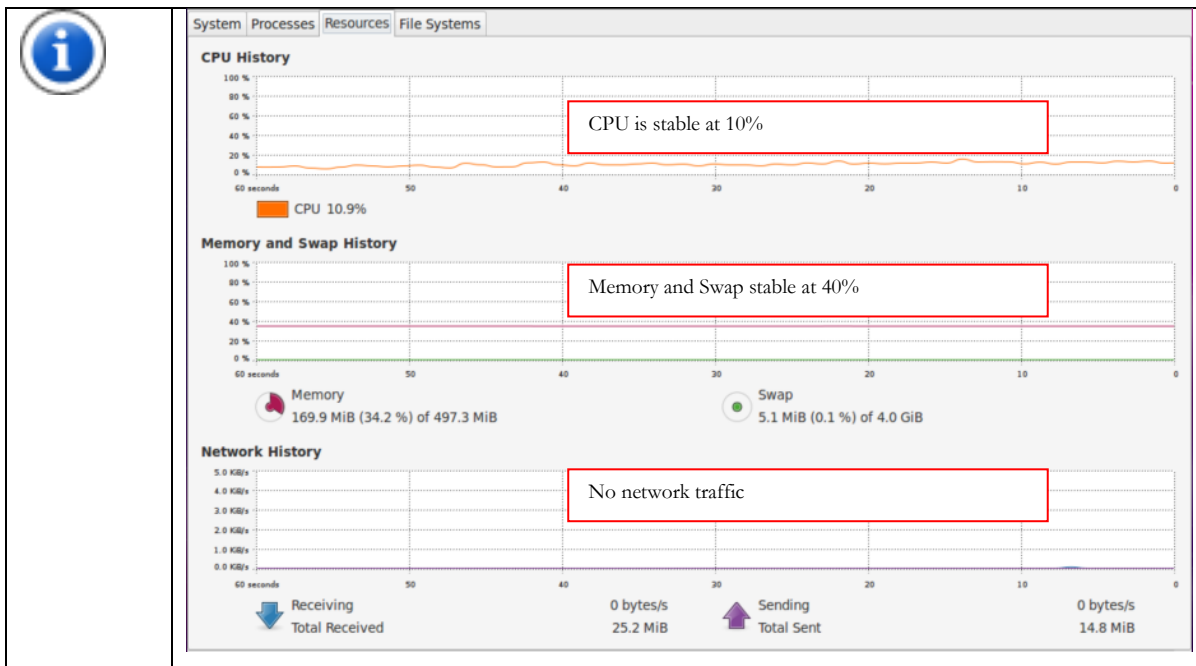 System Processes Resources File Systems
CPU History
100 %
80 %
60 %
CPU is stable at 10%
40 %
20 %
0 %
60 seconds 50 40 30 20 10 0
CPU 10.9%
Memory and Swap History
100 %
80 %
Memory and Swap stable at 40%
60 %
40 %
20 %
0 %
60 seconds 50 40 30 20 10 0
Memory Swap
169.9 MiB (34.2 %) of 497.3 MiB 5.1 MiB (0.1 %) of 4.0 GiB
Network History
5.0 KiB/s
4.0 KiB/s
No network traffic
3.0 KiB/s
2.0 KiB/s
1.0 KiB/s
0.0 KiB/s
60 seconds 50 40 30 20 10 0
Receiving 0 bytes/s Sending 0 bytes/s
Total Received 25.2 MiB Total Sent 14.8 MiB